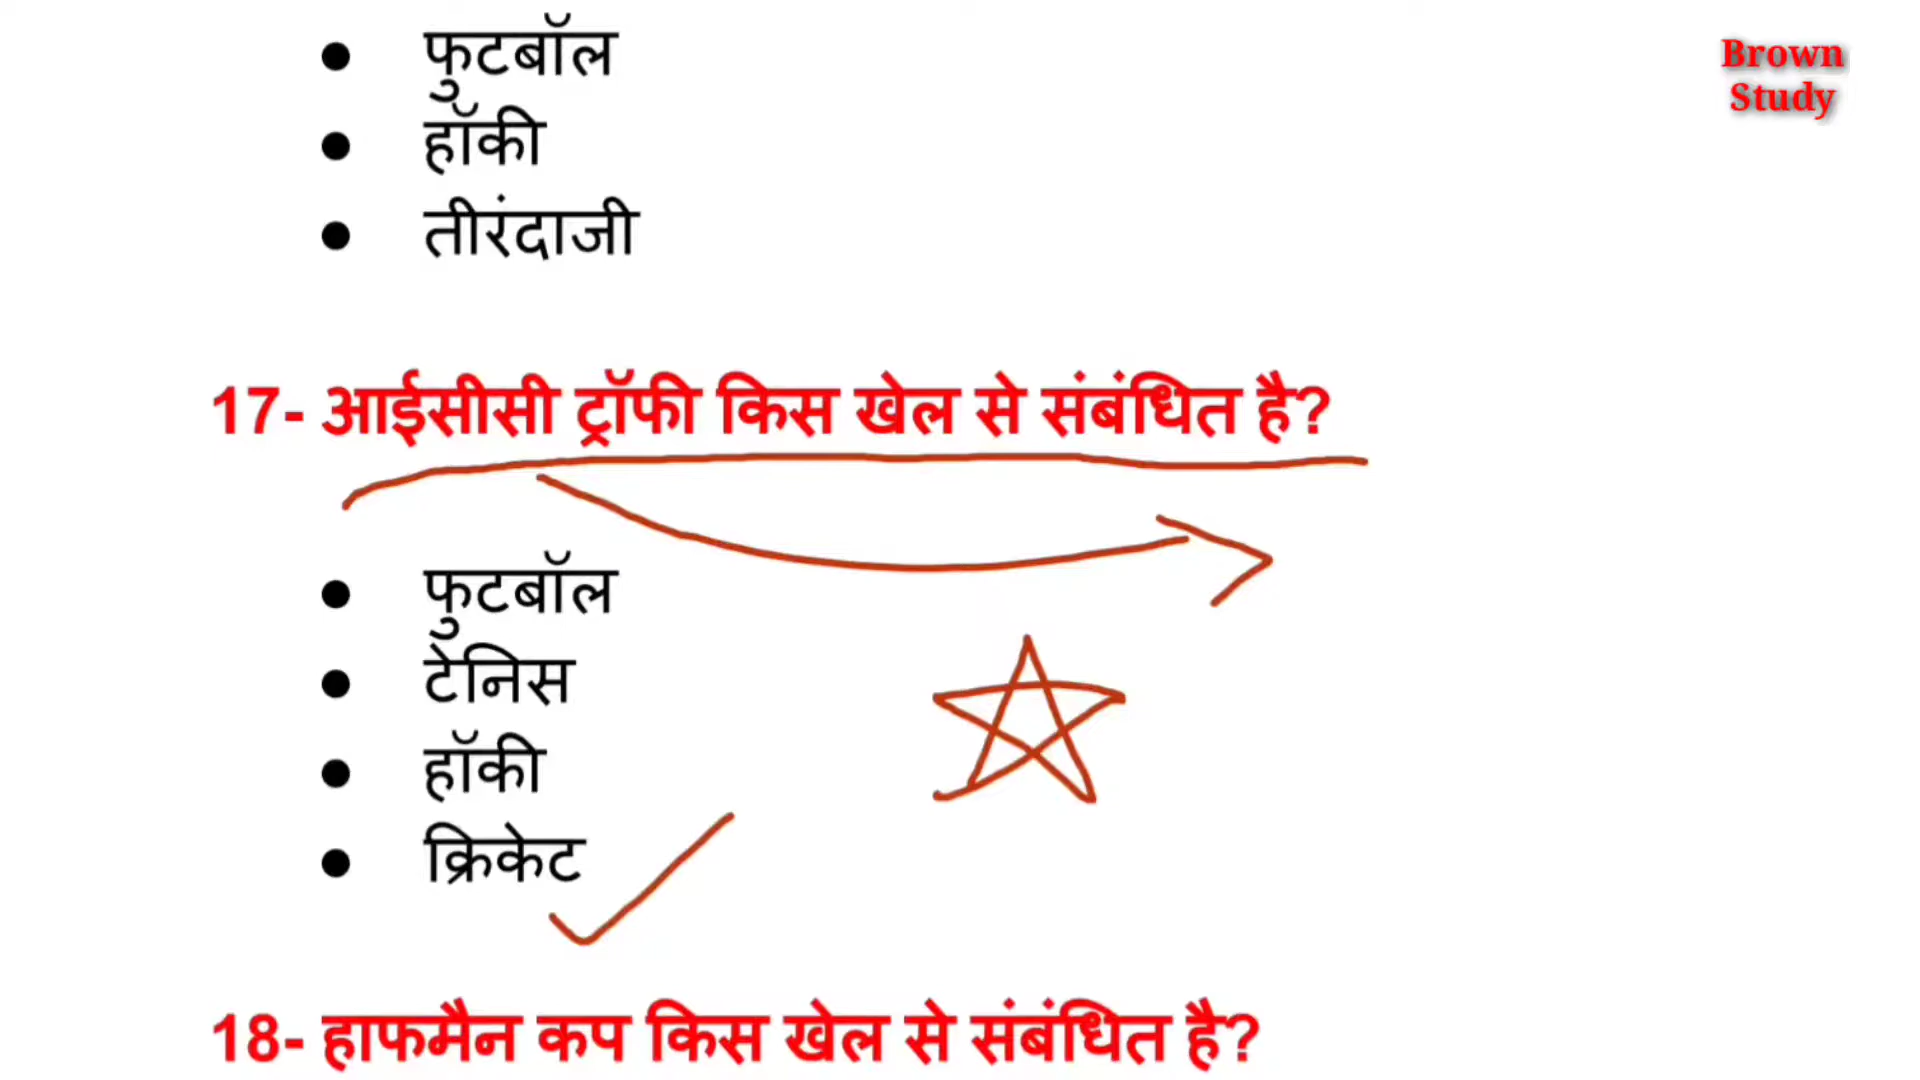 Brown
Study
● फुटबॉल
● हॉकी
● तीरंदाजी
17- आईसीसी ट्रॉफी किस खेल से संबंधित है?
● फुटबॉल
● टेनिस
● हॉकी
● क्रिकेट
18- हाफमैन कप किस खेल से संबंधित है?